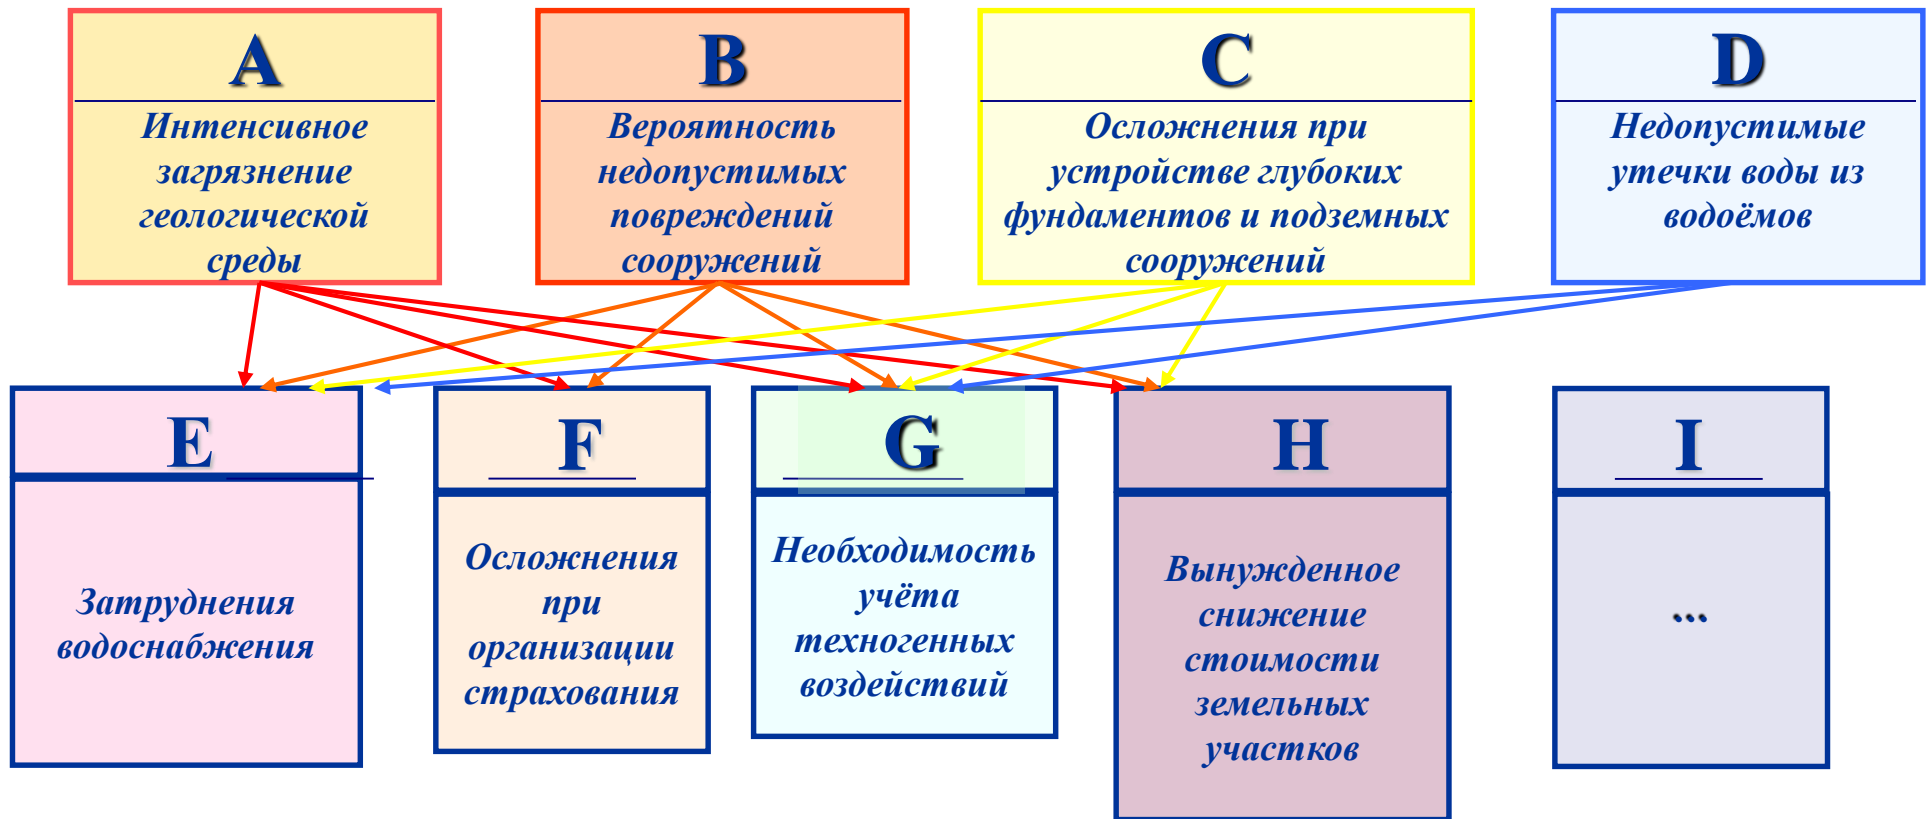 A
Интенсивное
загрязнение
геологической
среды
B
Вероятность
недопустимых
повреждений
сооружений
C
Осложнения при
устройстве глубоких
фундаментов и подземных
сооружений
D
Недопустимые
утечки воды из
водоёмов
E
Затруднения
водоснабжения
F
Осложнения
при
организации
страхования
G
Необходимость
учёта
техногенных
воздействий
H
Вынужденное
снижение
стоимости
земельных
участков
I
...